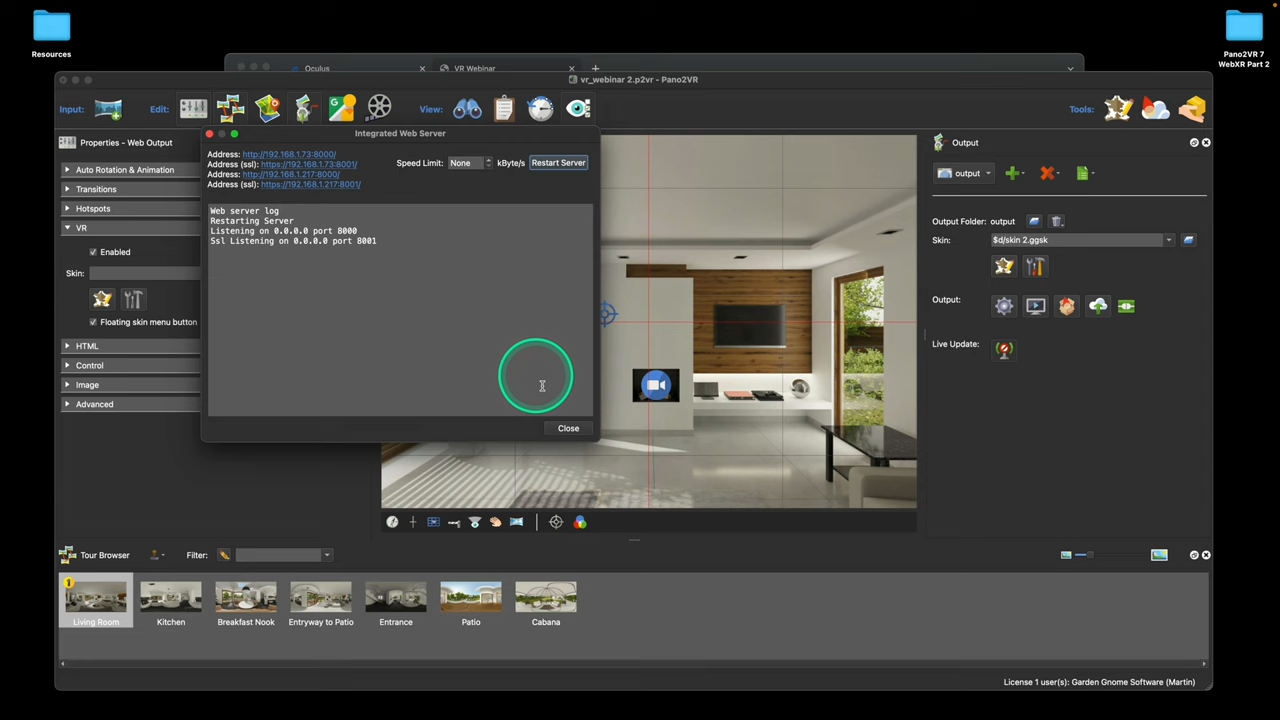 Resources
Pano2VR 7
WebXR Part 2
Oculus
VR Webinar
vr_webinar 2.p2vr - Pano2VR
Input:
Edit:
View:
Tools:
Properties - Web Output
Auto Rotation & Animation
Transitions
Hotspots
VR
Enabled
Skin:
Floating skin menu button
HTML
Control
Image
Advanced
Integrated Web Server
Address: http://192.168.1.73:8000/
Address (ssl): https://192.168.1.73:8001/
Address: http://192.168.1.217:8000/
Address (ssl): https://192.168.1.217:8001/
Speed Limit: None kByte/s Restart Server
Web server log
Restarting Server
Listening on 0.0.0.0 port 8000
Ssl Listening on 0.0.0.0 port 8001
Close
Output
output
Output Folder: output
Skin: $d/skin 2.ggsk
Output:
Live Update:
Tour Browser
Filter:
1
Living Room
Kitchen
Breakfast Nook
Entryway to Patio
Entrance
Patio
Cabana
License 1 user(s): Garden Gnome Software (Martin)